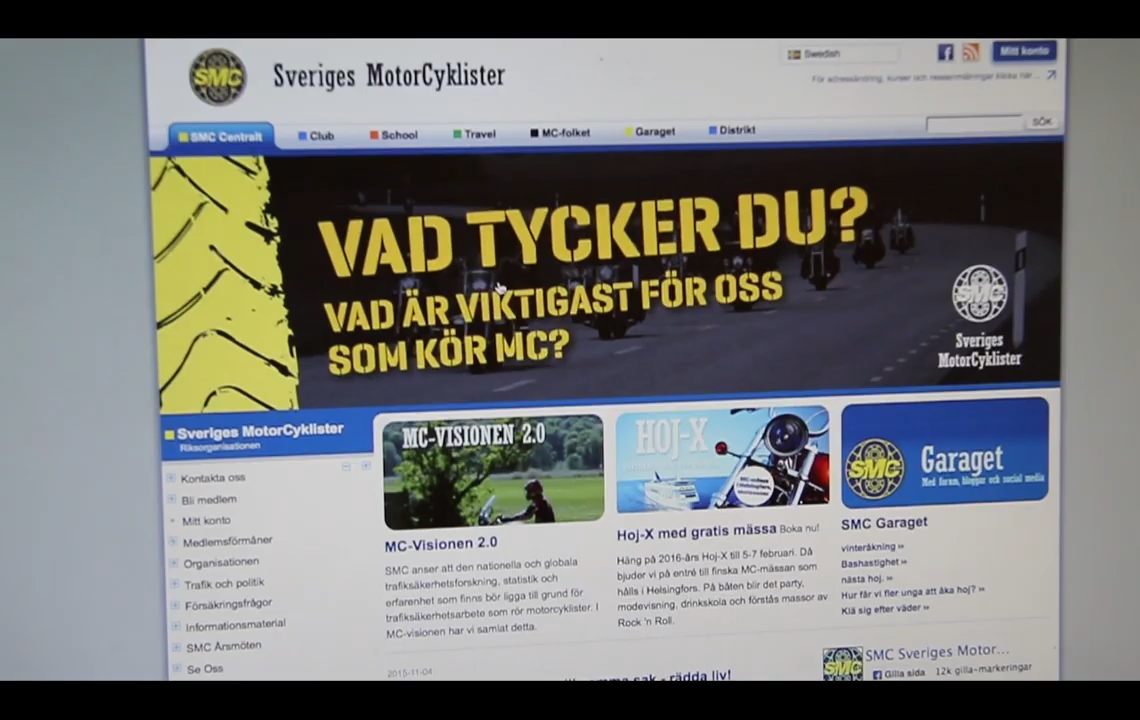 SMC
Sveriges MotorCyklister
Swedish
Mitt konto
SMC Centralt
Club
School
Travel
MC-folket
Garaget
Distrikt
SÖK
VAD TYCKER DU?
VAD ÄR VIKTIGAST FÖR OSS
SOM KÖR MC?
SMC
Sveriges
MotorCyklister
Sveriges MotorCyklister
Riksorganisationen
Kontakta oss
Bli medlem
Mitt konto
Medlemsförmåner
Organisationen
Trafik och politik
Försäkringsfrågor
Informationsmaterial
SMC Årsmöten
Se Oss
MC-VISIONEN 2.0
MC-Visionen 2.0
SMC anser att den nationella och globala
trafiksäkerhetsforskning, statistik och
erfarenhet som finns bör ligga till grund för
trafiksäkerhetsarbete som rör motorcyklister. I
MC-visionen har vi samlat detta.
HOJ-X
Hoj-X med gratis mässa Boka nu!
Häng på 2016-års Hoj-X till 5-7 februari. Då
bjuder vi på entré till finska MC-mässan som
hålls i Helsingfors. På båten blir det party,
modevisning, drinkskola och förstås massor av
Rock 'n Roll.
SMC
Garaget
Med forum, bloggar och social media
SMC Garaget
vinteråkning »
Bashastighet »
nästa hoj. »
Hur får vi fler unga att åka hoj? »
Klä sig efter väder »
2015-11-04
sak - rädda liv!
SMC
SMC Sveriges Motor...
Gilla sida 12k gilla-markeringar